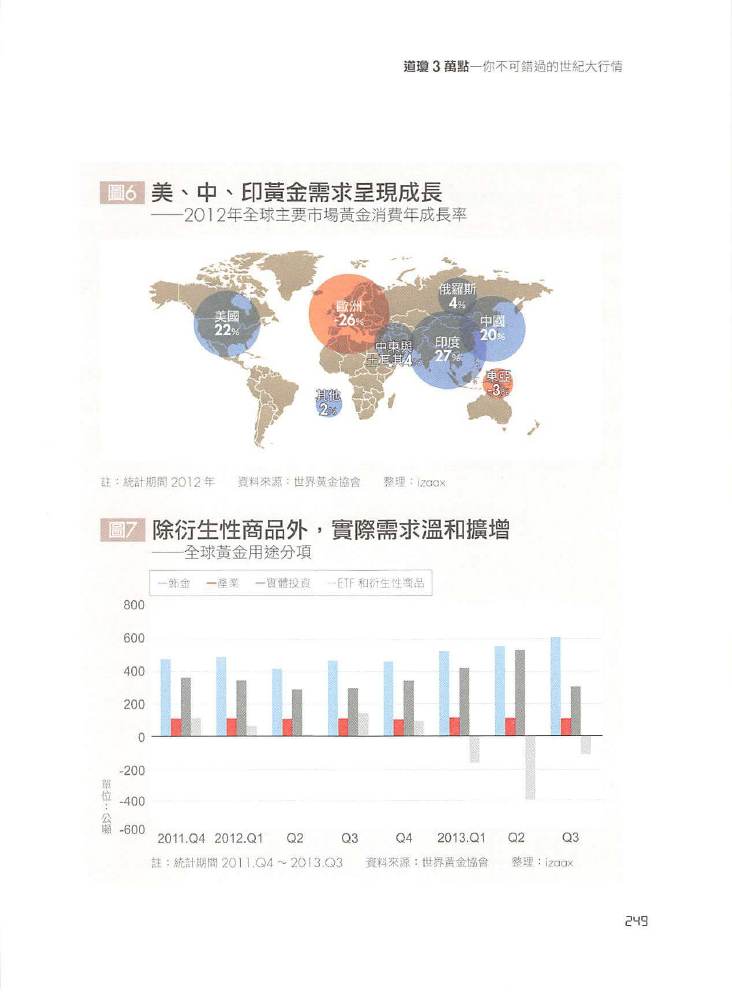 道瓊 3 萬點—你不可錯過的世紀大行情
圖6 美、中、印黃金需求呈現成長
——2012年全球主要市場黃金消費年成長率
俄羅斯
4%
美國
22%
歐洲
-26%
中國
20%
印度
27%
中東與
土耳其4%
東亞
-3%
其他
2%
註：統計期間 2012 年 資料來源：世界黃金協會 整理：izaax
圖7 除衍生性商品外，實際需求溫和擴增
——全球黃金用途分項
飾金 產業 實體投資 ETF 和衍生性商品
800
600
400
200
0
-200
-400
-600
單位：公噸
2011.Q4 2012.Q1 Q2 Q3 Q4 2013.Q1 Q2 Q3
註：統計期間 2011.Q4～2013.Q3 資料來源：世界黃金協會 整理：izaax
249